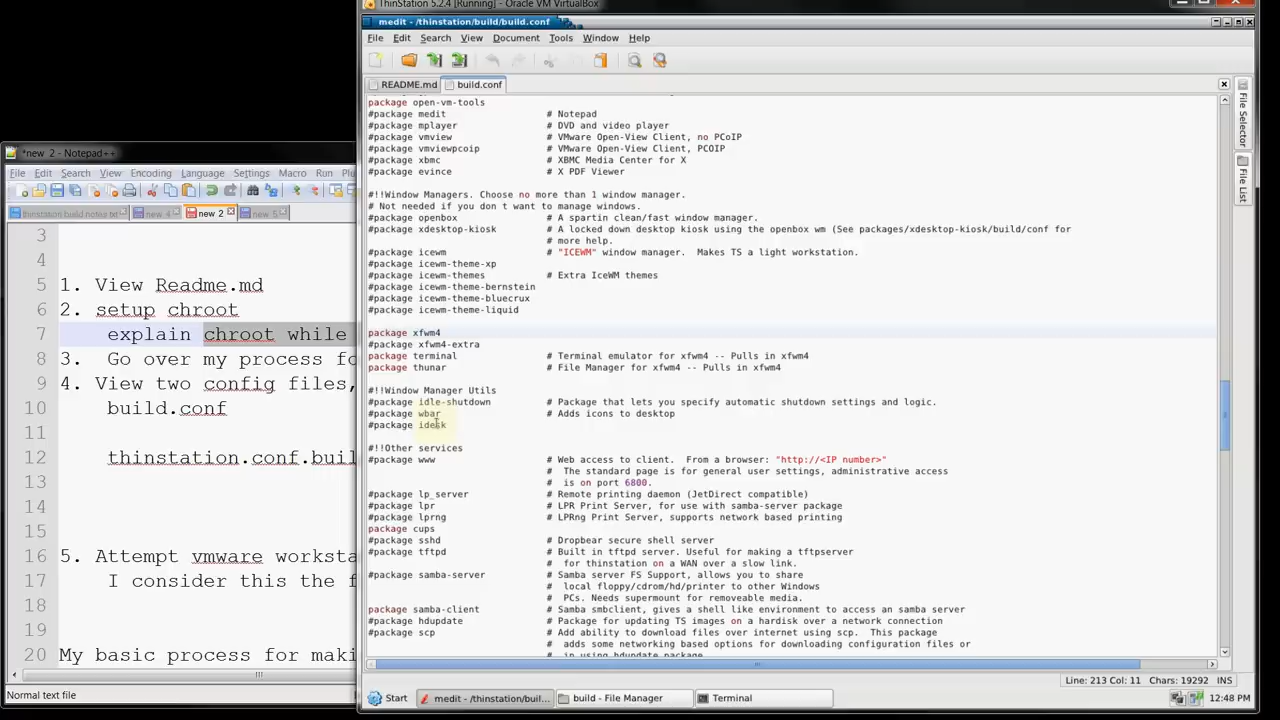 ThinStation 5.2.4 [Running] - Oracle VM VirtualBox
medit - /thinstation/build/build.conf
File Edit Search View Document Tools Window Help
README.md build.conf
package open-vm-tools
#package medit # Notepad
#package mplayer # DVD and video player
#package vmview # VMware Open-View Client, no PCoIP
#package vmviewpcoip # VMware Open-View Client, PCOIP
#package xbmc # XBMC Media Center for X
#package evince # X PDF Viewer
#!!Window Managers. Choose no more than 1 window manager.
# Not needed if you don t want to manage windows.
#package openbox # A spartin clean/fast window manager.
#package xdesktop-kiosk # A locked down desktop kiosk using the openbox wm (See packages/xdesktop-kiosk/build/conf for
# more help.
#package icewm # "ICEWM" window manager. Makes TS a light workstation.
#package icewm-theme-xp
#package icewm-themes # Extra IceWM themes
#package icewm-theme-bernstein
#package icewm-theme-bluecrux
#package icewm-theme-liquid
package xfwm4
#package xfwm4-extra
package terminal # Terminal emulator for xfwm4 -- Pulls in xfwm4
package thunar # File Manager for xfwm4 -- Pulls in xfwm4
#!!Window Manager Utils
#package idle-shutdown # Package that lets you specify automatic shutdown settings and logic.
#package wbar # Adds icons to desktop
#package idesk
#!!Other services
#package www # Web access to client. From a browser: "http://<IP number>"
# The standard page is for general user settings, administrative access
# is on port 6800.
#package lp_server # Remote printing daemon (JetDirect compatible)
#package lpr # LPR Print Server, for use with samba-server package
#package lprng # LPRng Print Server, supports network based printing
package cups
#package sshd # Dropbear secure shell server
#package tftpd # Built in tftpd server. Useful for making a tftpserver
# for thinstation on a WAN over a slow link.
#package samba-server # Samba server FS Support, allows you to share
# local floppy/cdrom/hd/printer to other Windows
# PCs. Needs supermount for removeable media.
package samba-client # Samba smbclient, gives a shell like environment to access an samba server
#package hdupdate # Package for updating TS images on a hardisk over a network connection
#package scp # Add ability to download files over internet using scp. This package
# adds some networking based options for downloading configuration files or
# in using hdupdate package
File Selector
File List
Line: 213 Col: 11 Chars: 19292 INS
Start medit - /thinstation/buil... build - File Manager Terminal 12:48 PM
*new 2 - Notepad++
File Edit Search View Encoding Language Settings Macro Run Pl
thinstation build notes.txt new 4 new 2 new 5
3
4
5 1. View Readme.md
6 2. setup chroot
7 explain chroot while
8 3. Go over my process fo
9 4. View two config files,
10 build.conf
11
12 thinstation.conf.buil
13
14
15
16 5. Attempt vmware worksta
17 I consider this the f
18
19
20 My basic process for maki
Normal text file